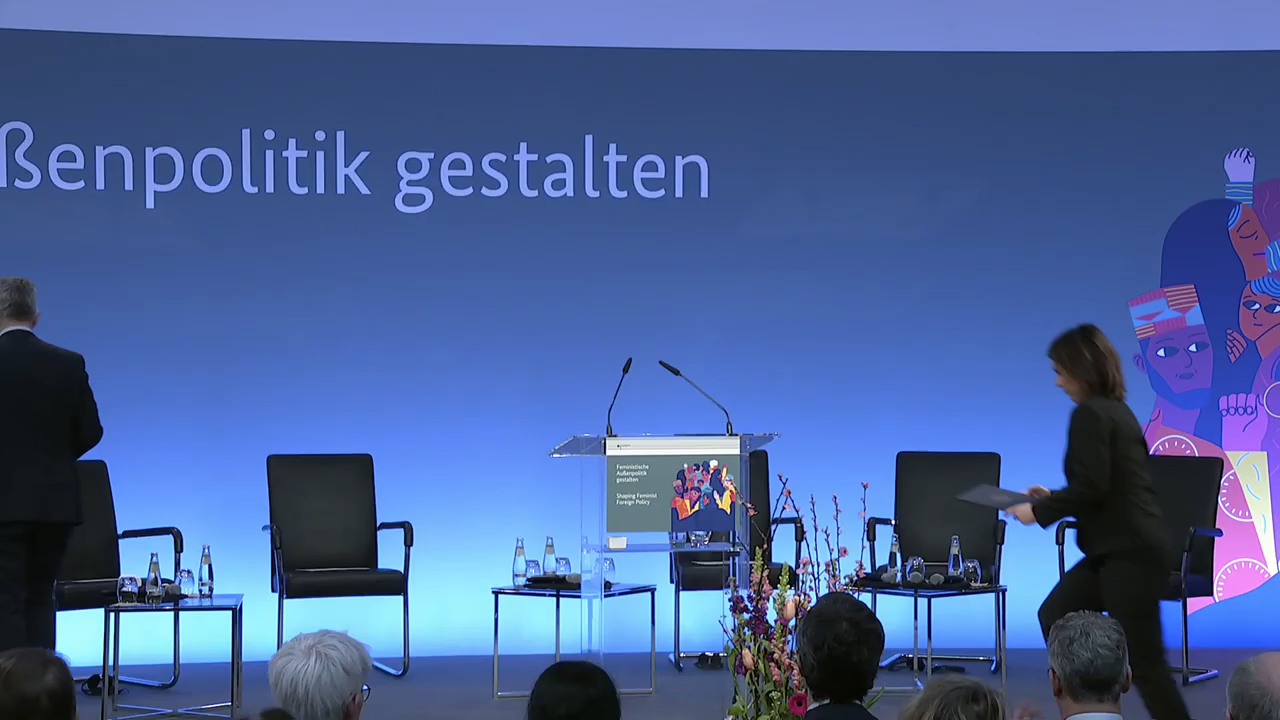 ßenpolitik gestalten
Feministische
Außenpolitik
gestalten
Shaping Feminist
Foreign Policy